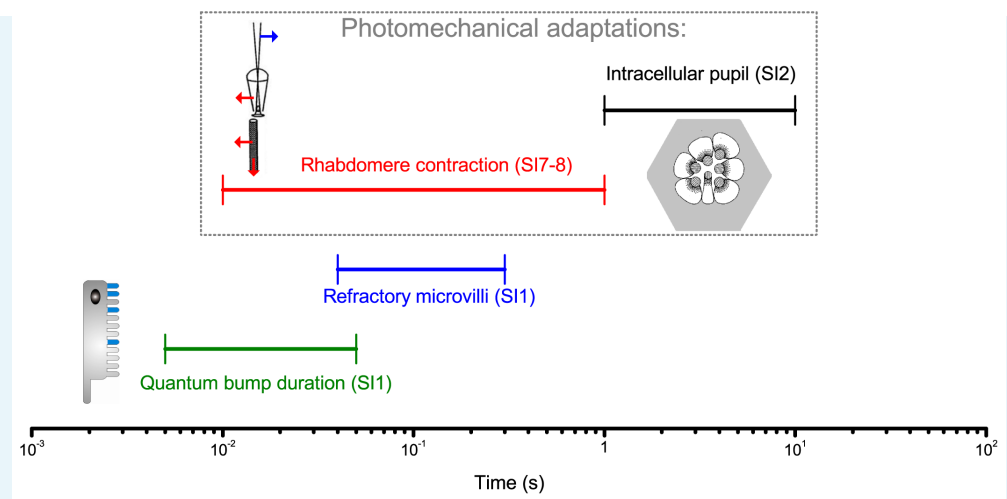 Photomechanical adaptations:
Intracellular pupil (SI2)
Rhabdomere contraction (SI7-8)
Refractory microvilli (SI1)
Quantum bump duration (SI1)
10⁻³ 10⁻² 10⁻¹ 1 10¹ 10²
Time (s)